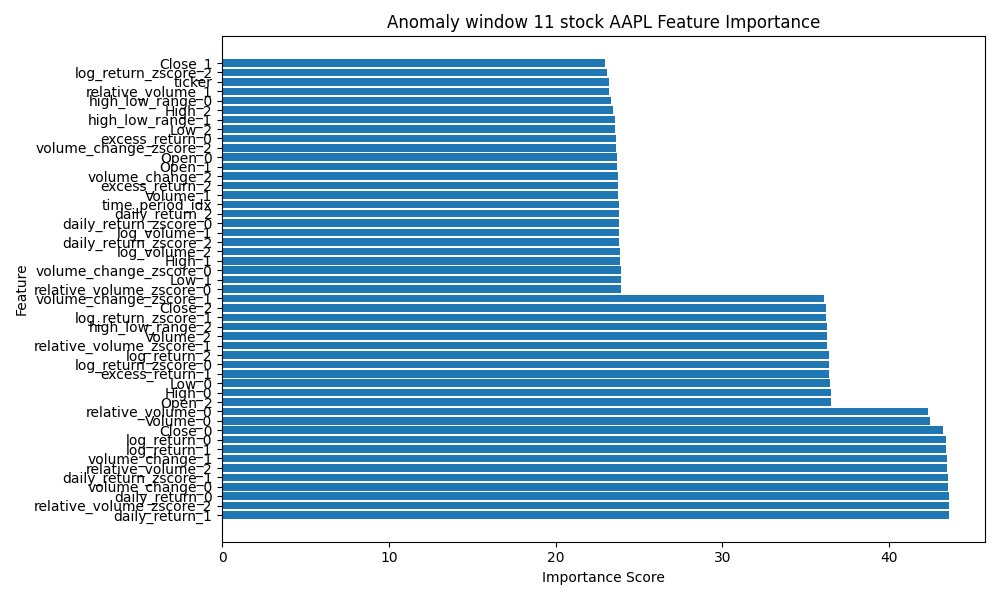 Anomaly window 11 stock AAPL Feature Importance
Close_1
log_return_zscore_2
ticker
relative_volume_1
high_low_range_0
High_2
high_low_range_1
Low_2
excess_return_0
volume_change_zscore_2
Open_0
Open_1
volume_change_2
excess_return_2
Volume_1
time_period_idx
daily_return_2
daily_return_zscore_0
log_volume_1
daily_return_zscore_2
log_volume_2
High_1
volume_change_zscore_0
Low_1
relative_volume_zscore_0
volume_change_zscore_1
Close_2
log_return_zscore_1
high_low_range_2
Volume_2
relative_volume_zscore_1
log_return_2
log_return_zscore_0
excess_return_1
Low_0
High_0
Open_2
relative_volume_0
Volume_0
Close_0
log_return_0
log_return_1
volume_change_1
relative_volume_2
daily_return_zscore_1
volume_change_0
daily_return_0
relative_volume_zscore_2
daily_return_1
Feature
0 10 20 30 40
Importance Score